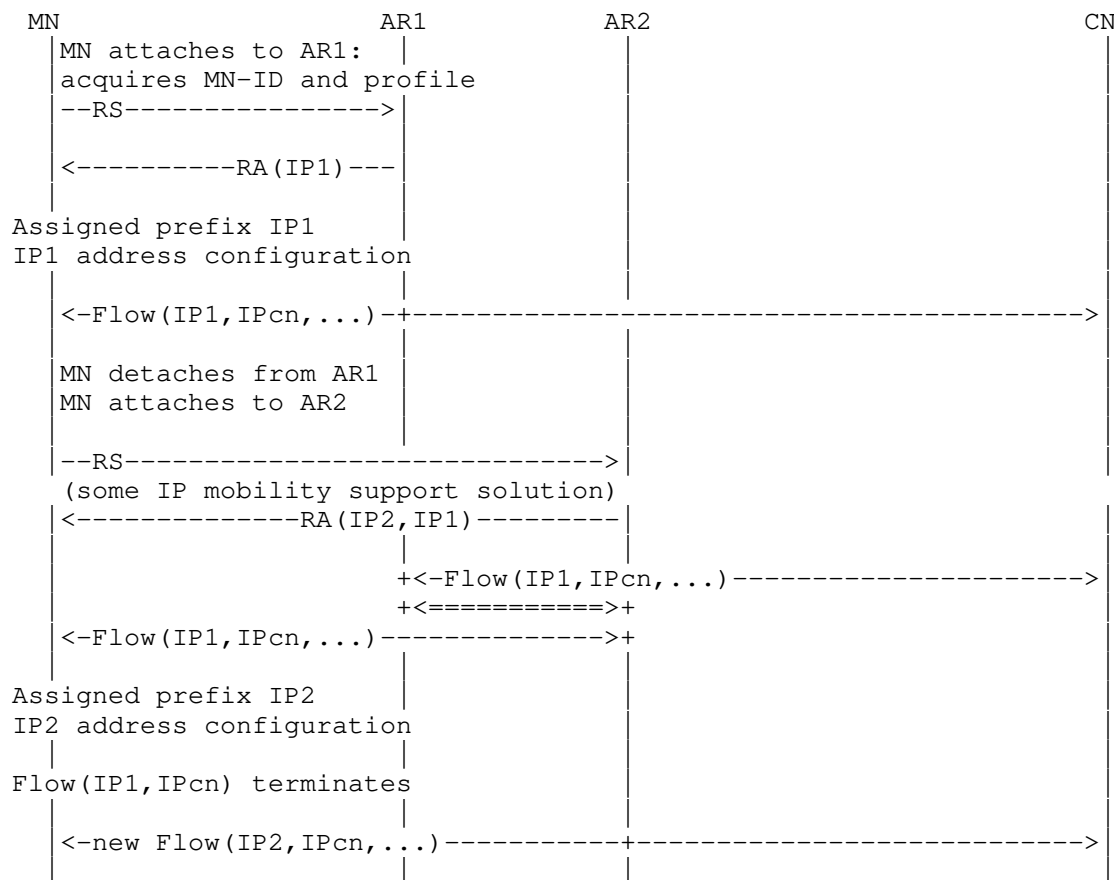 MN AR1 AR2 CN
MN attaches to AR1:
acquires MN-ID and profile
--RS---------------->
<----------RA(IP1)---
Assigned prefix IP1
IP1 address configuration
<-Flow(IP1,IPcn,...)-+------------------------------------------>
MN detaches from AR1
MN attaches to AR2
--RS------------------------------>
(some IP mobility support solution)
<--------------RA(IP2,IP1)---------
+<-Flow(IP1,IPcn,...)---------------------->
+<===========>+
<-Flow(IP1,IPcn,...)-------------->+
Assigned prefix IP2
IP2 address configuration
Flow(IP1,IPcn) terminates
<-new Flow(IP2,IPcn,...)-----------+----------------------------->